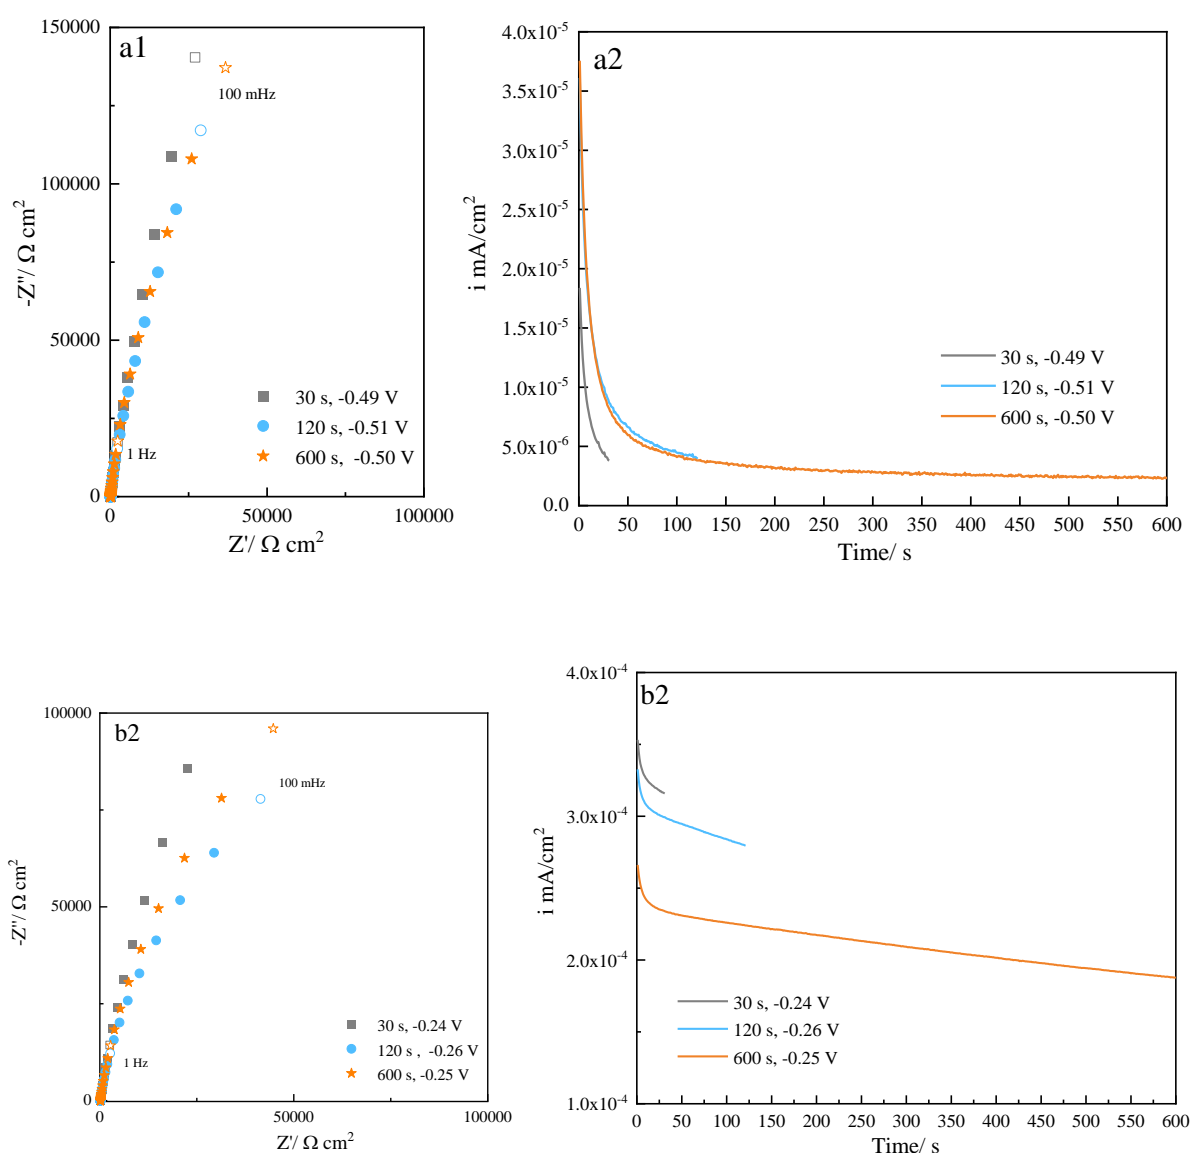 a1
150000
100000
50000
0
-Z''/ Ω cm²
100 mHz
1 Hz
30 s, -0.49 V
120 s, -0.51 V
600 s, -0.50 V
0 50000 100000
Z'/ Ω cm²
a2
4.0x10⁻⁵
3.5x10⁻⁵
3.0x10⁻⁵
2.5x10⁻⁵
2.0x10⁻⁵
1.5x10⁻⁵
1.0x10⁻⁵
5.0x10⁻⁶
0.0
i mA/cm²
30 s, -0.49 V
120 s, -0.51 V
600 s, -0.50 V
0 50 100 150 200 250 300 350 400 450 500 550 600
Time/ s
b2
100000
50000
0
-Z''/ Ω cm²
100 mHz
1 Hz
30 s, -0.24 V
120 s , -0.26 V
600 s, -0.25 V
0 50000 100000
Z'/ Ω cm²
b2
4.0x10⁻⁴
3.0x10⁻⁴
2.0x10⁻⁴
1.0x10⁻⁴
i mA/cm²
30 s, -0.24 V
120 s, -0.26 V
600 s, -0.25 V
0 50 100 150 200 250 300 350 400 450 500 550 600
Time/ s